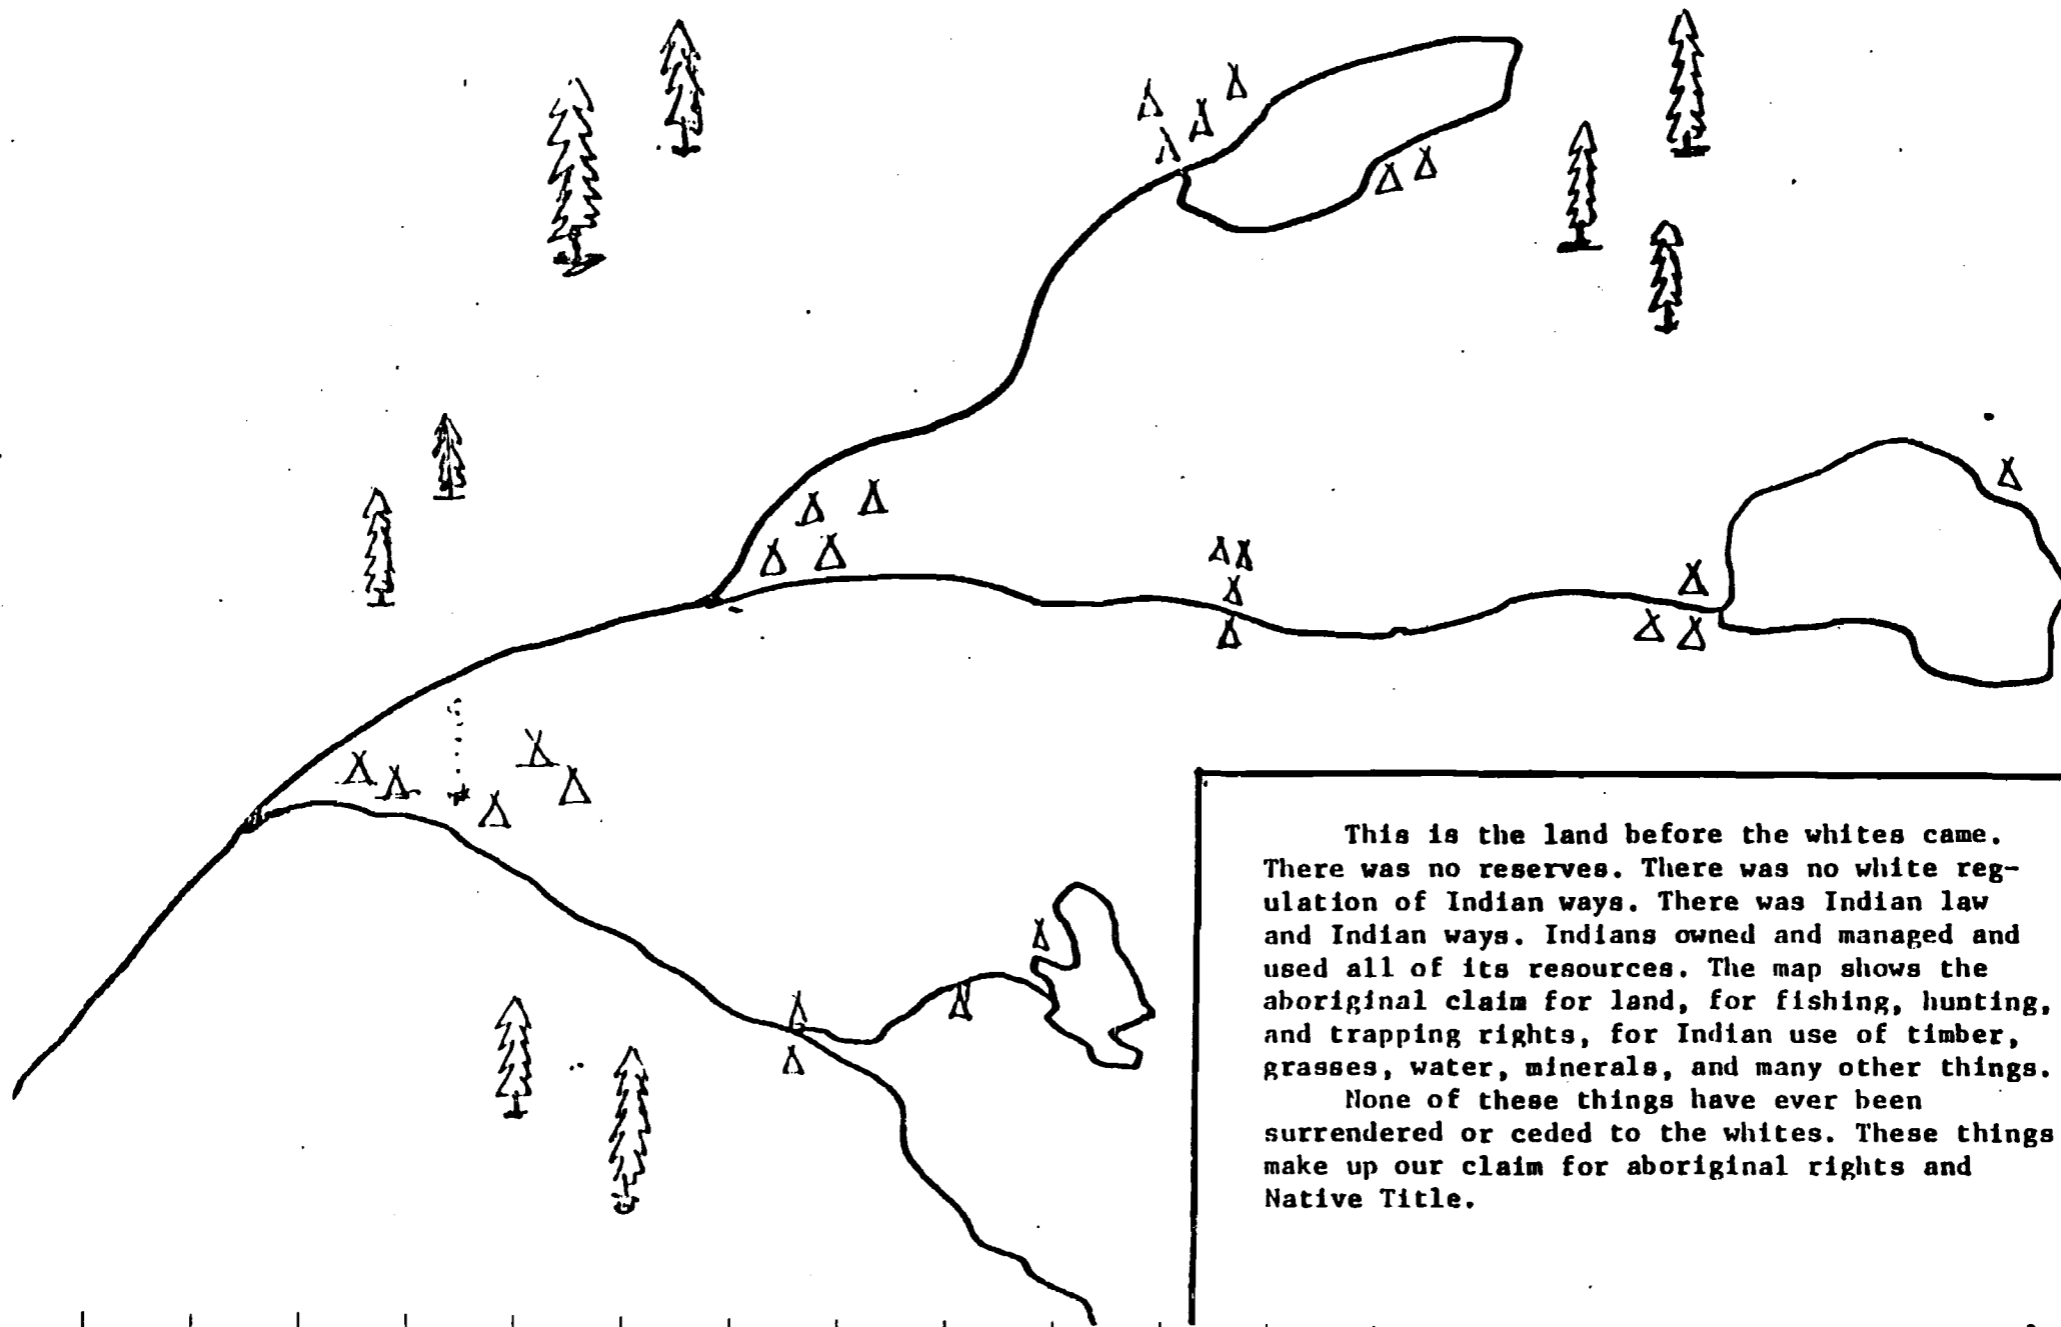 This is the land before the whites came.
There was no reserves. There was no white reg-
ulation of Indian ways. There was Indian law
and Indian ways. Indians owned and managed and
used all of its resources. The map shows the
aboriginal claim for land, for fishing, hunting,
and trapping rights, for Indian use of timber,
grasses, water, minerals, and many other things.
None of these things have ever been
surrendered or ceded to the whites. These things
make up our claim for aboriginal rights and
Native Title.